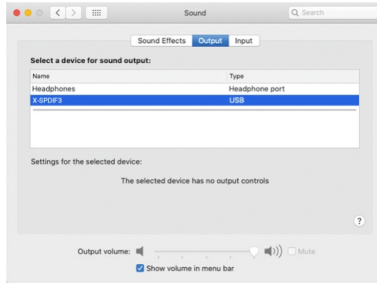 Sound
Search
Sound Effects Output Input
Select a device for sound output:
Name Type
Headphones Headphone port
X-SPDIF3 USB
Settings for the selected device:
The selected device has no output controls
?
Output volume: Mute
Show volume in menu bar